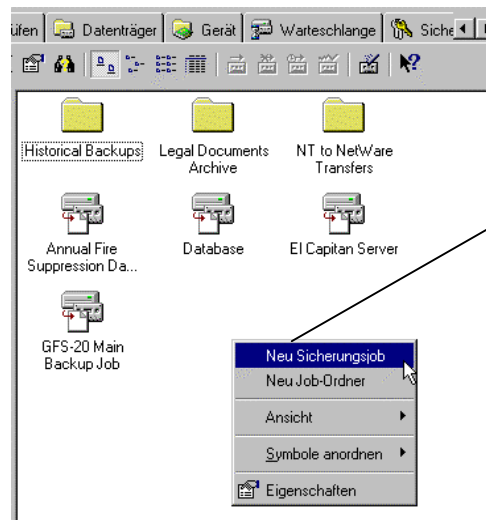 üfen Datenträger Gerät Warteschlange Siche
Historical Backups
Legal Documents
Archive
NT to NetWare
Transfers
Annual Fire
Suppression Da...
Database
El Capitan Server
GFS-20 Main
Backup Job
Neu Sicherungsjob
Neu Job-Ordner
Ansicht
Symbole anordnen
Eigenschaften